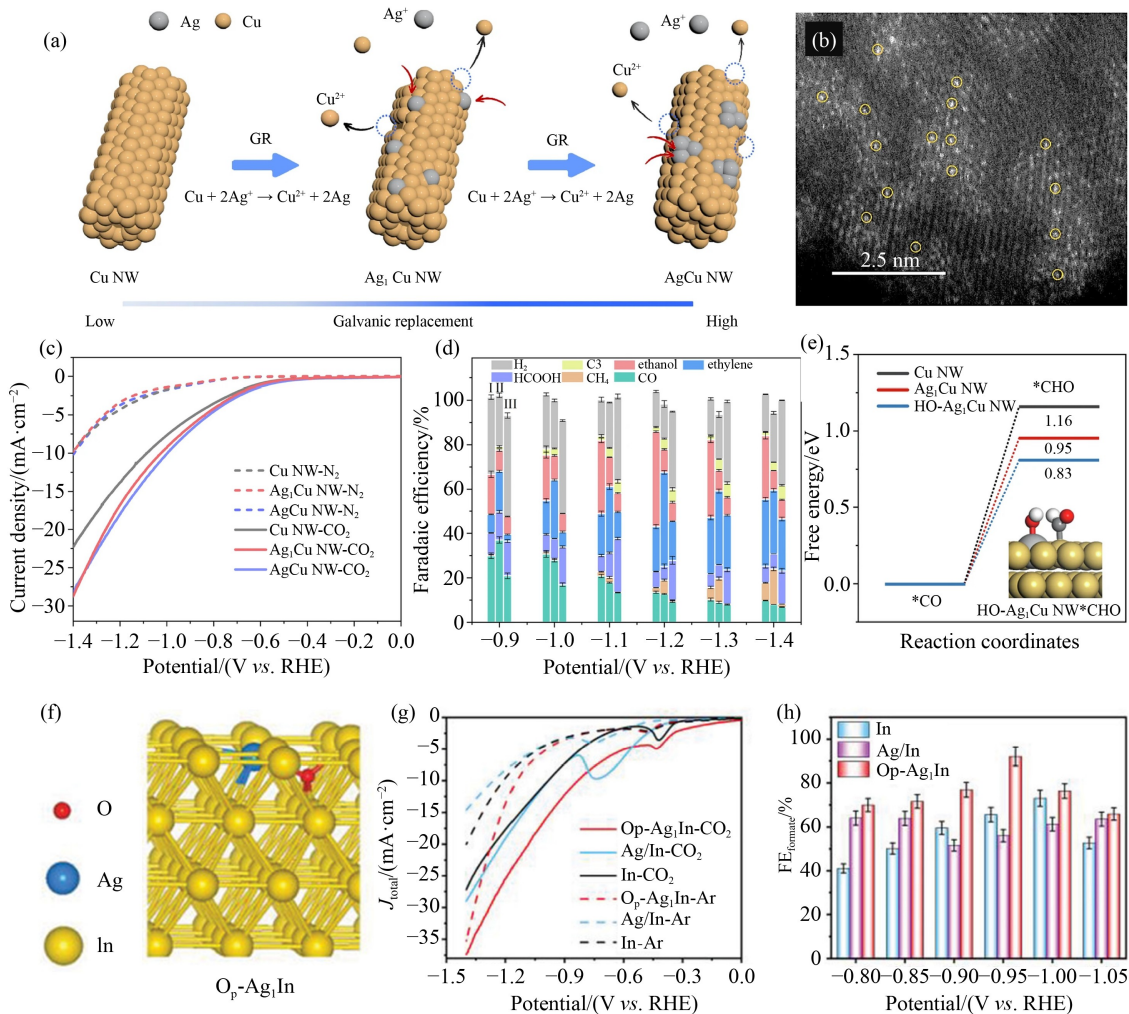 (a)
Ag Cu
Ag⁺
Cu²⁺
GR
Cu + 2Ag⁺ → Cu²⁺ + 2Ag
Cu NW
Ag₁ Cu NW
Ag⁺
Cu²⁺
GR
Cu + 2Ag⁺ → Cu²⁺ + 2Ag
AgCu NW
Low Galvanic replacement High
(b)
2.5 nm
(c)
0
−5
−10
−15
−20
−25
−30
Current density/(mA·cm⁻²)
Cu NW-N₂
Ag₁Cu NW-N₂
AgCu NW-N₂
Cu NW-CO₂
Ag₁Cu NW-CO₂
AgCu NW-CO₂
−1.4 −1.2 −1.0 −0.8 −0.6 −0.4 −0.2 0.0
Potential/(V vs. RHE)
(d)
H₂ C3 ethanol ethylene
HCOOH CH₄ CO
I II III
100
80
60
40
20
0
Faradaic efficiency/%
−0.9 −1.0 −1.1 −1.2 −1.3 −1.4
Potential/(V vs. RHE)
(e)
1.5
1.0
0.5
0.0
Free energy/eV
Cu NW
Ag₁Cu NW
HO-Ag₁Cu NW
*CHO
1.16
0.95
0.83
*CO
HO-Ag₁Cu NW*CHO
Reaction coordinates
(f)
O
Ag
In
Oₚ-Ag₁In
(g)
0
−5
−10
−15
−20
−25
−30
−35
J_total/(mA·cm⁻²)
Op-Ag₁In-CO₂
Ag/In-CO₂
In-CO₂
Oₚ-Ag₁In-Ar
Ag/In-Ar
In-Ar
−1.5 −1.2 −0.9 −0.6 −0.3 0.0
Potential/(V vs. RHE)
(h)
In
Ag/In
Op-Ag₁In
100
80
60
40
20
0
FE_formate/%
−0.80 −0.85 −0.90 −0.95 −1.00 −1.05
Potential/(V vs. RHE)